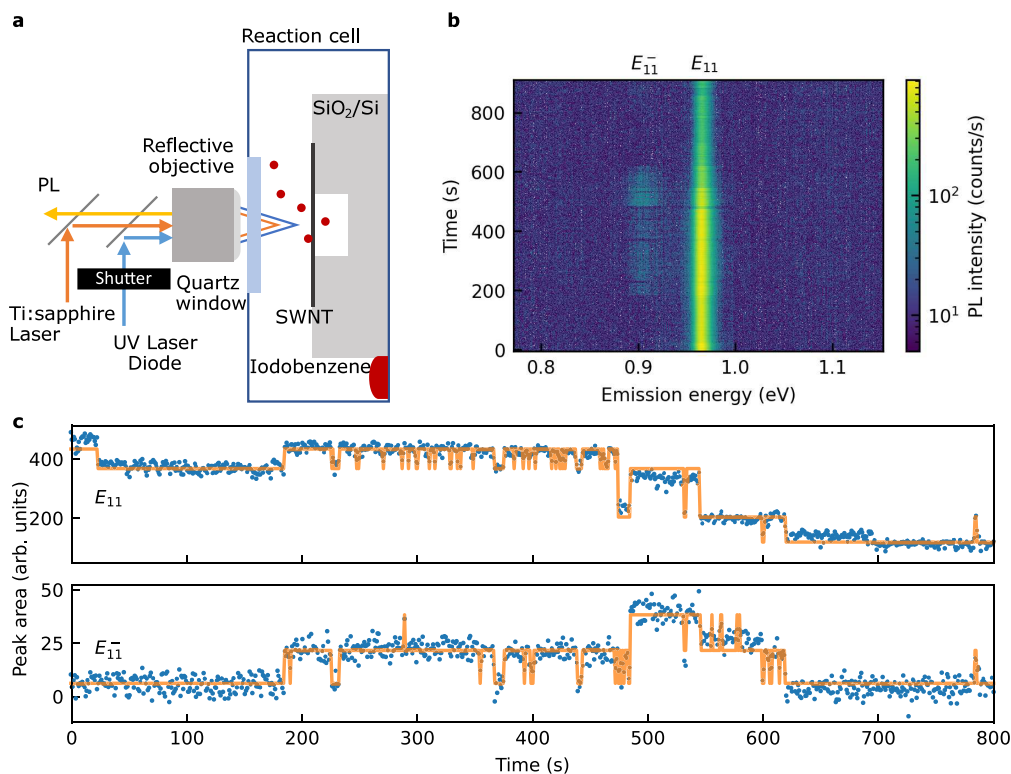 a
Reaction cell
SiO₂/Si
Reflective
objective
PL
Shutter
Quartz
window
SWNT
Ti:sapphire
Laser
UV Laser
Diode
Iodobenzene
b
E₁₁⁻ E₁₁
800
600
400
200
0
Time (s)
0.8 0.9 1.0 1.1
Emission energy (eV)
10²
10¹
PL intensity (counts/s)
c
400
200
E₁₁
50
25
0
E₁₁⁻
Peak area (arb. units)
0 100 200 300 400 500 600 700 800
Time (s)